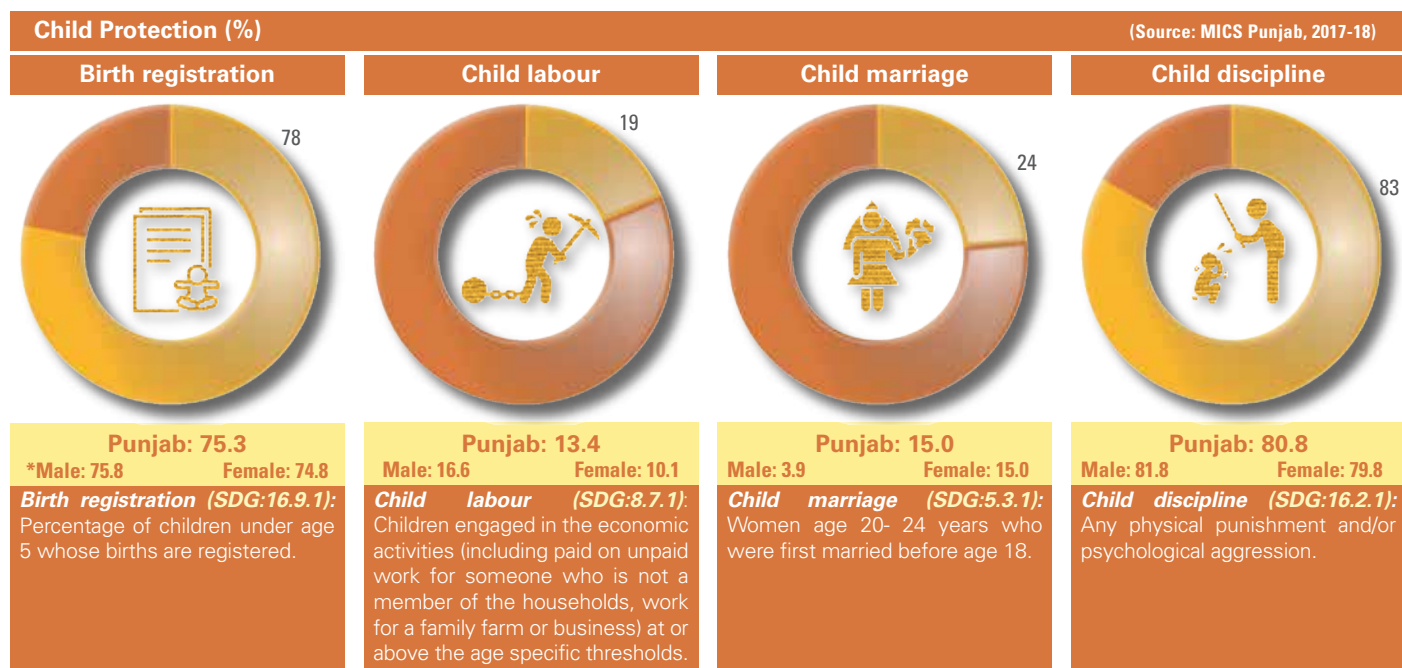 Child Protection (%)
(Source: MICS Punjab, 2017-18)
Birth registration
78
Punjab: 75.3
*Male: 75.8 Female: 74.8
Birth registration (SDG:16.9.1):
Percentage of children under age
5 whose births are registered.
Child labour
19
Punjab: 13.4
Male: 16.6 Female: 10.1
Child labour (SDG:8.7.1):
Children engaged in the economic
activities (including paid on unpaid
work for someone who is not a
member of the households, work
for a family farm or business) at or
above the age specific thresholds.
Child marriage
24
Punjab: 15.0
Male: 3.9 Female: 15.0
Child marriage (SDG:5.3.1):
Women age 20- 24 years who
were first married before age 18.
Child discipline
83
Punjab: 80.8
Male: 81.8 Female: 79.8
Child discipline (SDG:16.2.1):
Any physical punishment and/or
psychological aggression.